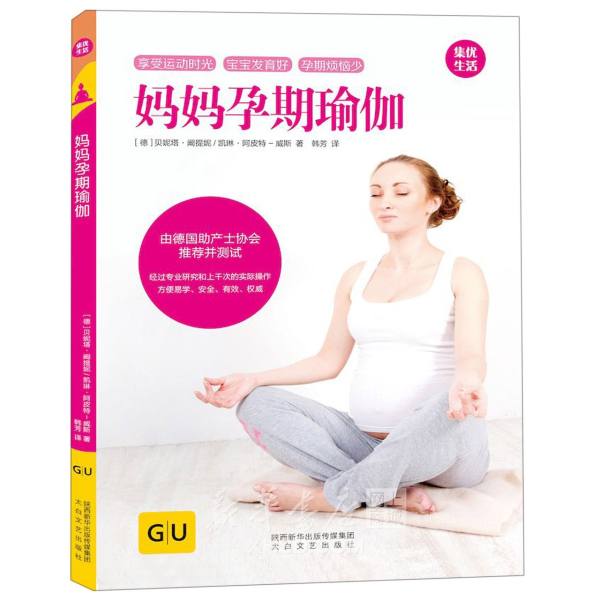 享受运动时光 宝宝发育好 孕期烦恼少
集优
生活
妈妈孕期瑜伽
[德]贝妮塔·阚提妮/凯琳·阿皮特-威斯 著 韩芳 译
由德国助产士协会
推荐并测试
经过专业研究和上千次的实际操作
方便易学、安全、有效、权威
G|U
陕西新华出版传媒集团
太白文艺出版社
集优
生活
妈妈孕期瑜伽
[德]贝妮塔·阚提妮/凯琳·阿皮特-威斯 著
韩芳 译
G|U
陕西新华出版传媒集团
太白文艺出版社